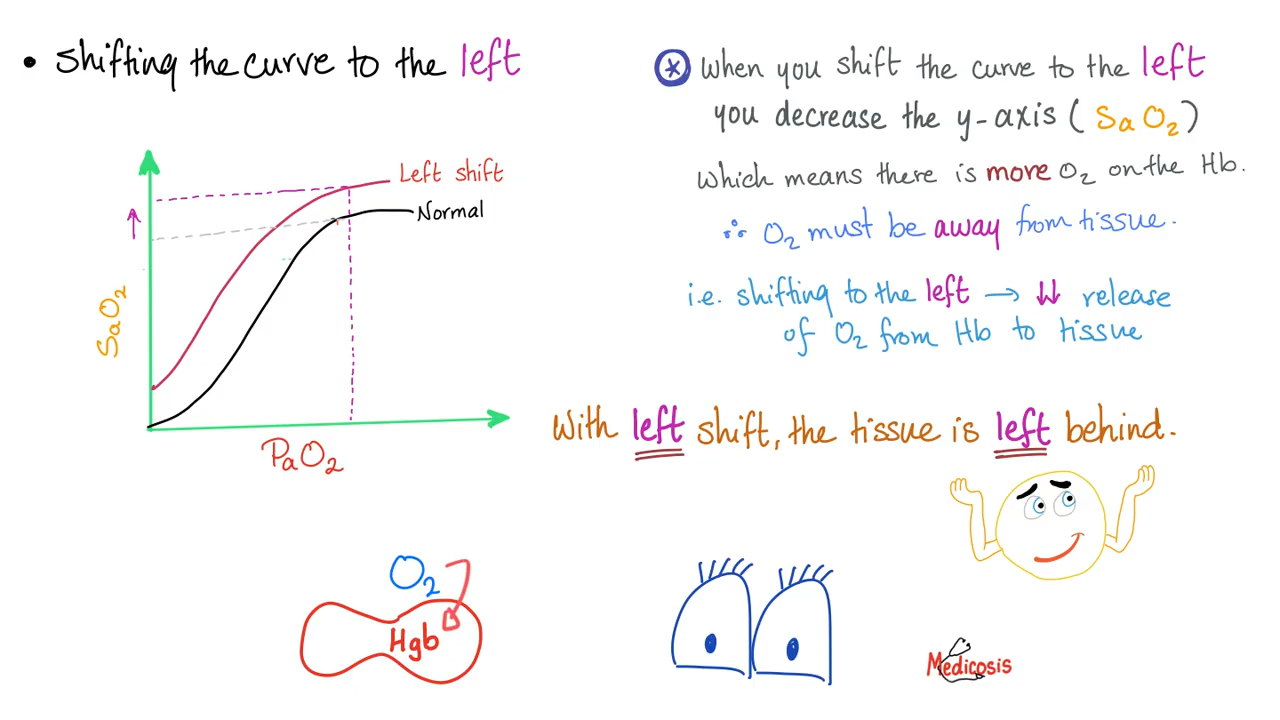 • Shifting the curve to the left
* When you shift the curve to the left
you decrease the y-axis (SaO₂)
Which means there is more O₂ on the Hb.
∴ O₂ must be away from tissue.
i.e. shifting to the left → ↓↓ release
of O₂ from Hb to tissue
Left shift
Normal
SaO₂
PaO₂
With left shift, the tissue is left behind.
O₂
Hgb
Medicosis